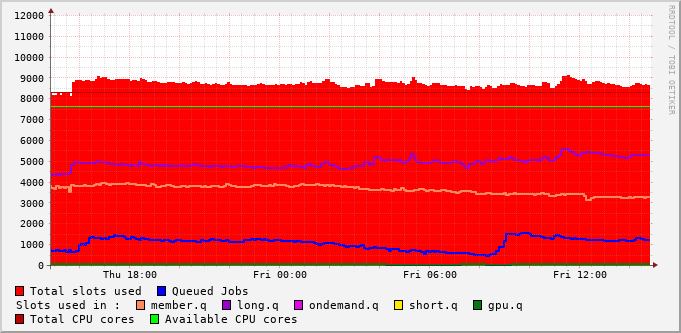 RRDTOOL / TOBI OETIKER
12000
11000
10000
9000
8000
7000
6000
5000
4000
3000
2000
1000
0
Thu 18:00 Fri 00:00 Fri 06:00 Fri 12:00
Total slots used Queued Jobs
Slots used in : member.q long.q ondemand.q short.q gpu.q
Total CPU cores Available CPU cores